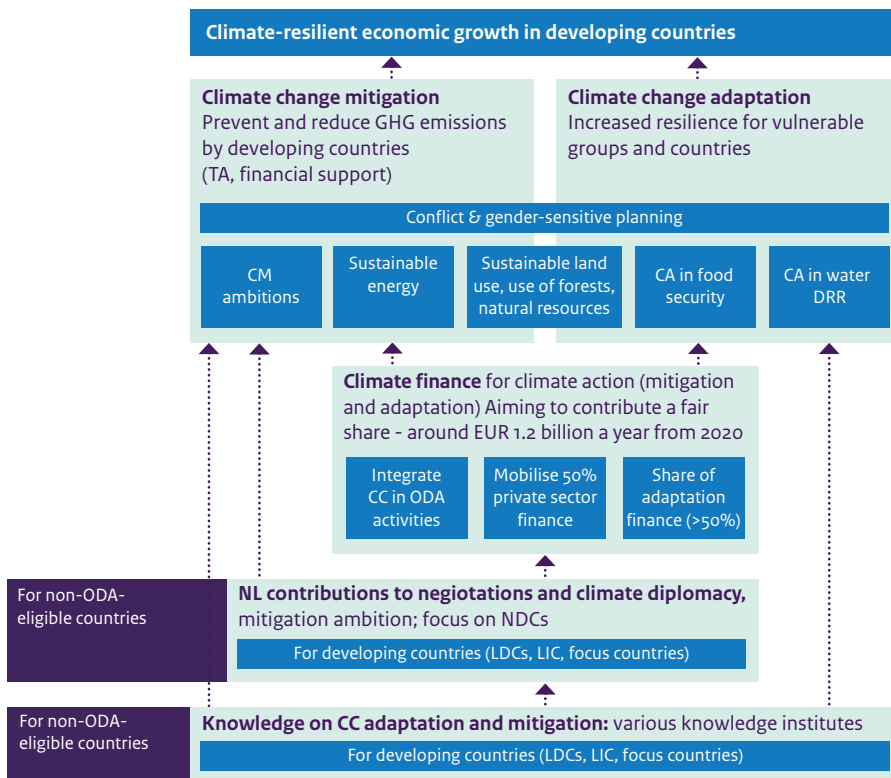 Climate-resilient economic growth in developing countries
Climate change mitigation
Prevent and reduce GHG emissions
by developing countries
(TA, financial support)
Climate change adaptation
Increased resilience for vulnerable
groups and countries
Conflict & gender-sensitive planning
CM
ambitions
Sustainable
energy
Sustainable land
use, use of forests,
natural resources
CA in food
security
CA in water
DRR
Climate finance for climate action (mitigation
and adaptation) Aiming to contribute a fair
share - around EUR 1.2 billion a year from 2020
Integrate
CC in ODA
activities
Mobilise 50%
private sector
finance
Share of
adaptation
finance (>50%)
For non-ODA-
eligible countries
NL contributions to negiotations and climate diplomacy,
mitigation ambition; focus on NDCs
For developing countries (LDCs, LIC, focus countries)
For non-ODA-
eligible countries
Knowledge on CC adaptation and mitigation: various knowledge institutes
For developing countries (LDCs, LIC, focus countries)